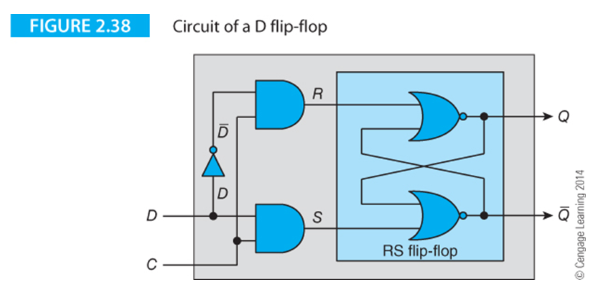 FIGURE 2.38 Circuit of a D flip-flop
R
Q
D̅
D
D
S
Q̅
C
RS flip-flop
© Cengage Learning 2014